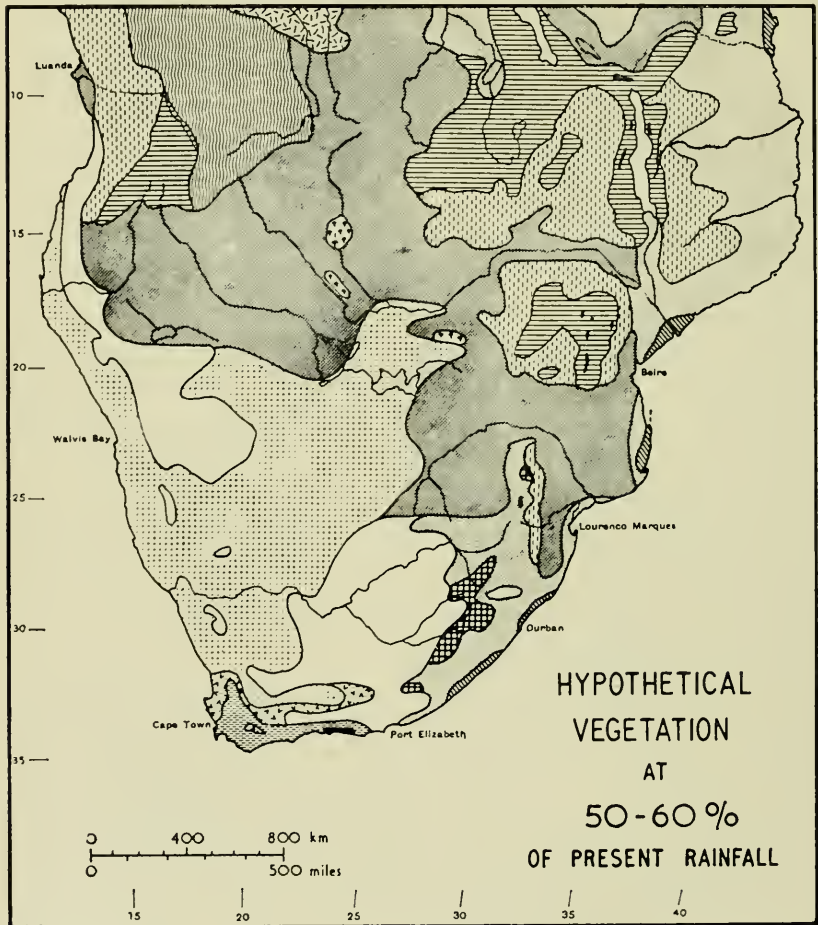 Luanda
10
15
20
Beira
Walvis Bay
25
Lourenco Marques
30
Durban
HYPOTHETICAL
VEGETATION
AT
50-60%
OF PRESENT RAINFALL
Cape Town
Port Elizabeth
35
0 400 800 km
0 500 miles
15 20 25 30 35 40